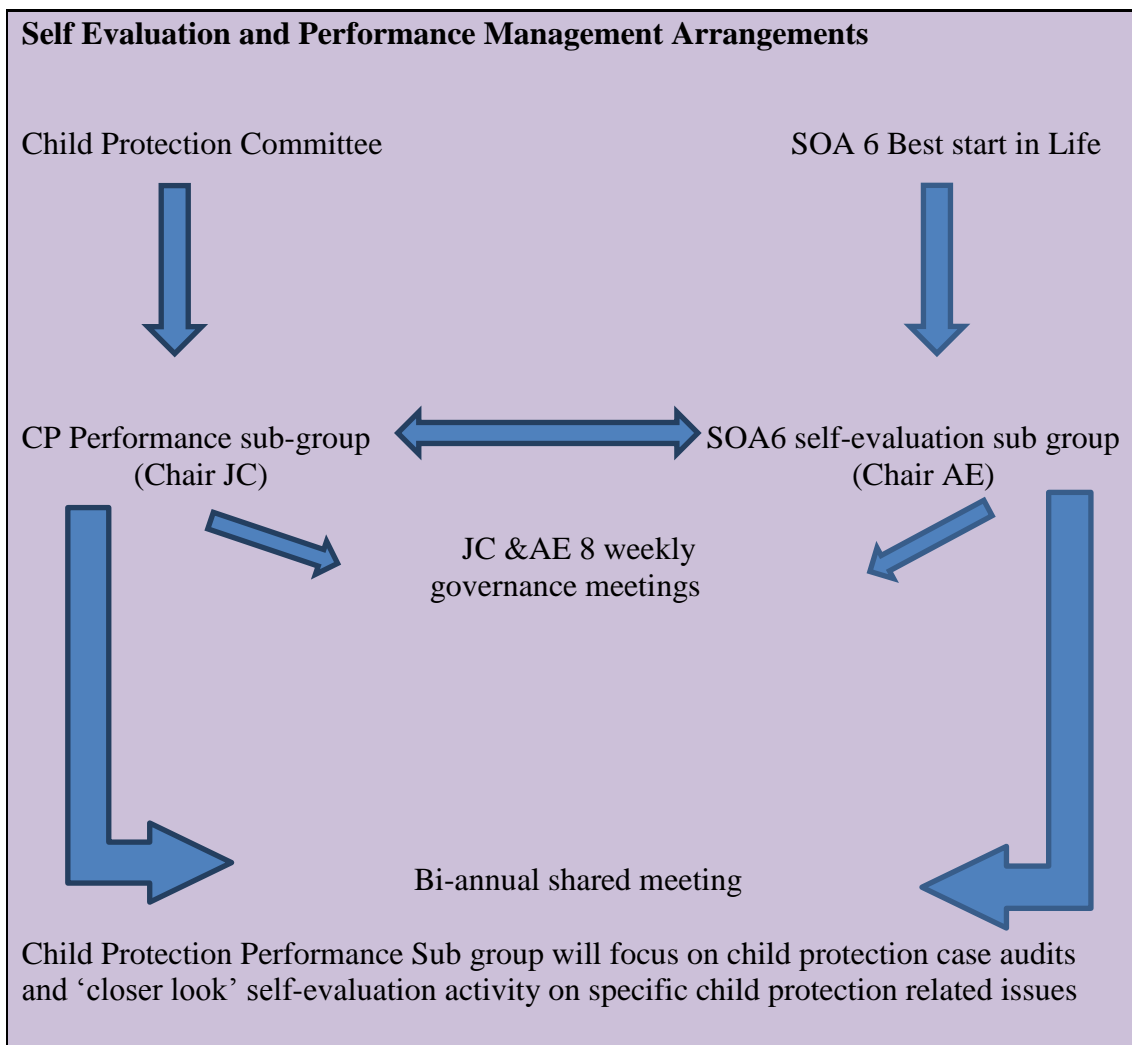 Self Evaluation and Performance Management Arrangements
Child Protection Committee
SOA 6 Best start in Life
CP Performance sub-group
(Chair JC)
SOA6 self-evaluation sub group
(Chair AE)
JC &AE 8 weekly
governance meetings
Bi-annual shared meeting
Child Protection Performance Sub group will focus on child protection case audits
and ‘closer look’ self-evaluation activity on specific child protection related issues